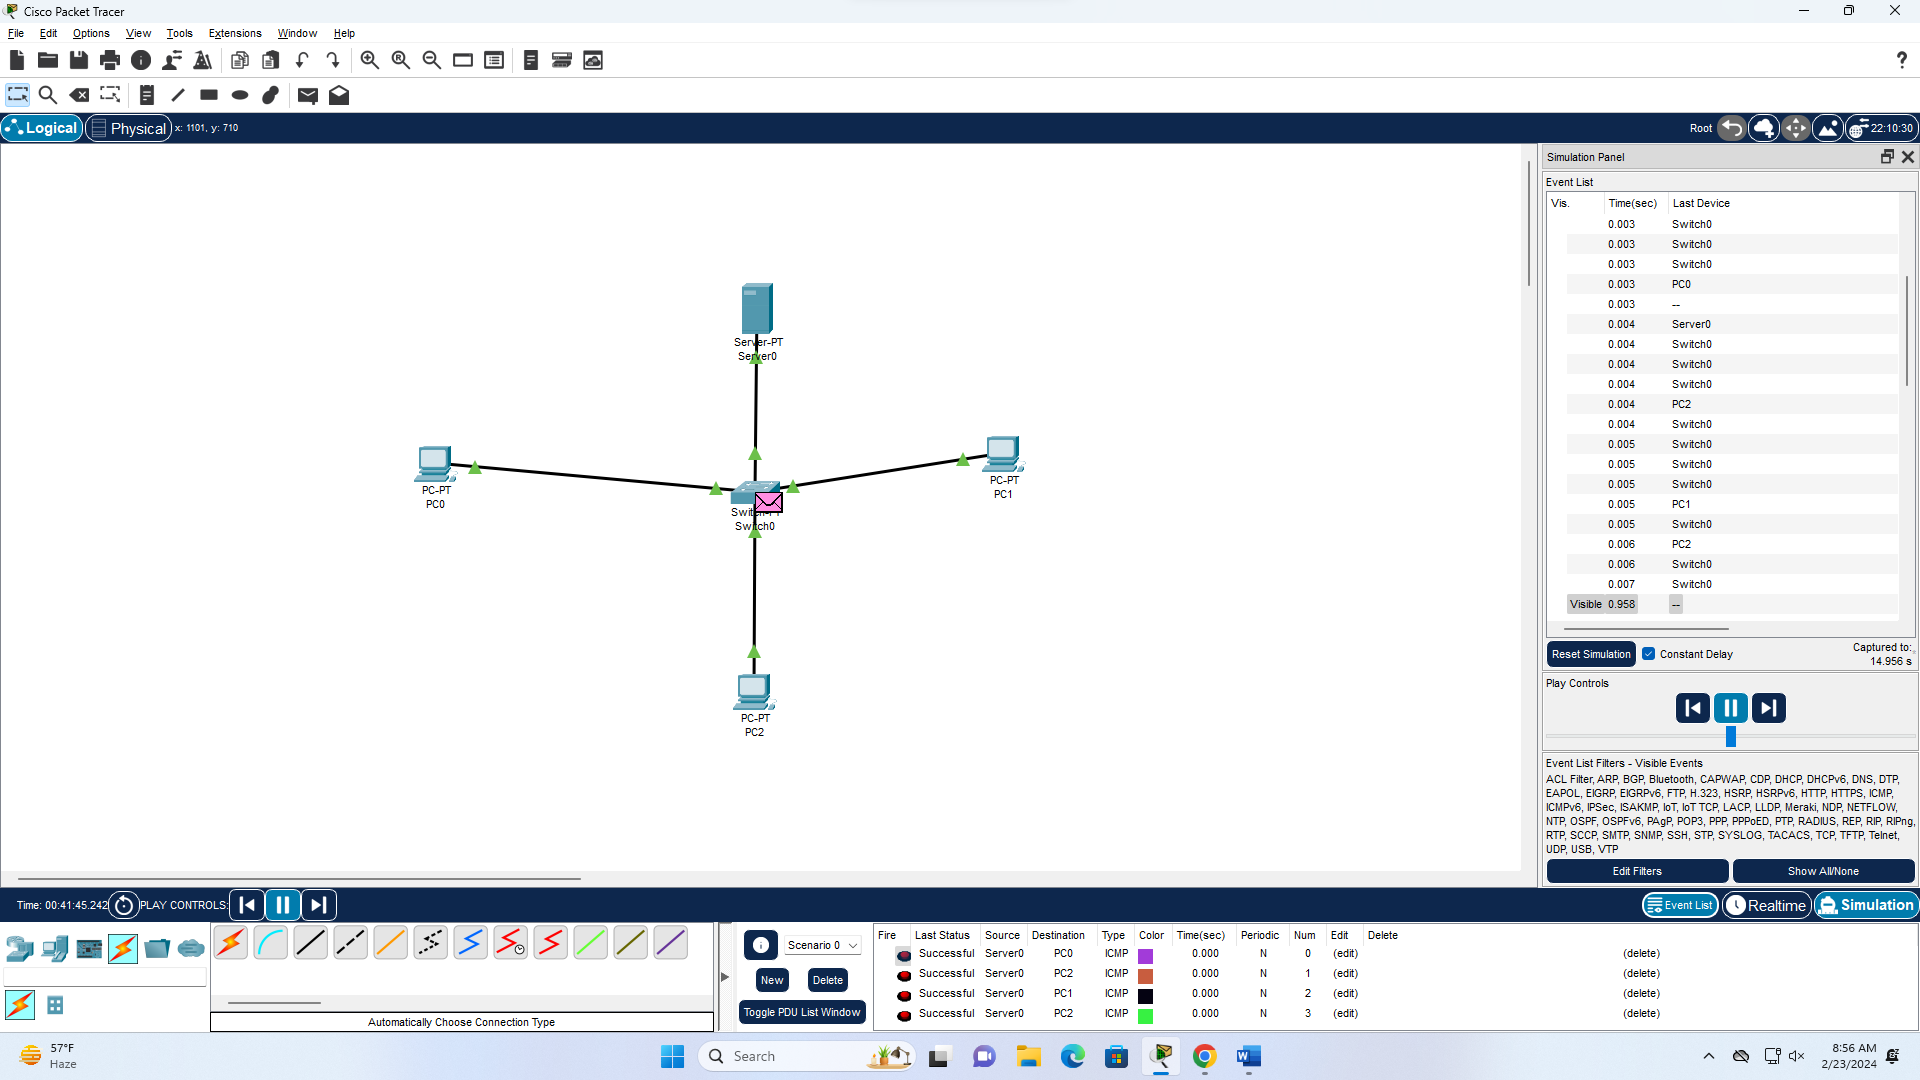 Cisco Packet Tracer
File Edit Options View Tools Extensions Window Help
Logical Physical x: 1101, y: 710 Root 22:10:30
Simulation Panel
Event List
Vis. Time(sec) Last Device
0.003 Switch0
0.003 Switch0
0.003 Switch0
0.003 PC0
0.003 --
0.004 Server0
0.004 Switch0
0.004 Switch0
0.004 Switch0
0.004 PC2
0.004 Switch0
0.005 Switch0
0.005 Switch0
0.005 Switch0
0.005 PC1
0.005 Switch0
0.006 PC2
0.006 Switch0
0.007 Switch0
Visible 0.958 --
Reset Simulation Constant Delay Captured to:
14.956 s
Play Controls
Event List Filters - Visible Events
ACL Filter, ARP, BGP, Bluetooth, CAPWAP, CDP, DHCP, DHCPv6, DNS, DTP,
EAPOL, EIGRP, EIGRPv6, FTP, H.323, HSRP, HSRPv6, HTTP, HTTPS, ICMP,
ICMPv6, IPSec, ISAKMP, IoT, IoT TCP, LACP, LLDP, Meraki, NDP, NETFLOW,
NTP, OSPF, OSPFv6, PAgP, POP3, PPP, PPPoED, PTP, RADIUS, REP, RIP, RIPng,
RTP, SCCP, SMTP, SNMP, SSH, STP, SYSLOG, TACACS, TCP, TFTP, Telnet,
UDP, USB, VTP
Edit Filters Show All/None
Server-PT
Server0
PC-PT
PC0
PC-PT
PC1
Switch-PT
Switch0
PC-PT
PC2
Time: 00:41:45.242 PLAY CONTROLS: Event List Realtime Simulation
Automatically Choose Connection Type
Scenario 0
New Delete
Toggle PDU List Window
Fire Last Status Source Destination Type Color Time(sec) Periodic Num Edit Delete
Successful Server0 PC0 ICMP 0.000 N 0 (edit) (delete)
Successful Server0 PC2 ICMP 0.000 N 1 (edit) (delete)
Successful Server0 PC1 ICMP 0.000 N 2 (edit) (delete)
Successful Server0 PC2 ICMP 0.000 N 3 (edit) (delete)
57°F
Haze
Search
8:56 AM
2/23/2024